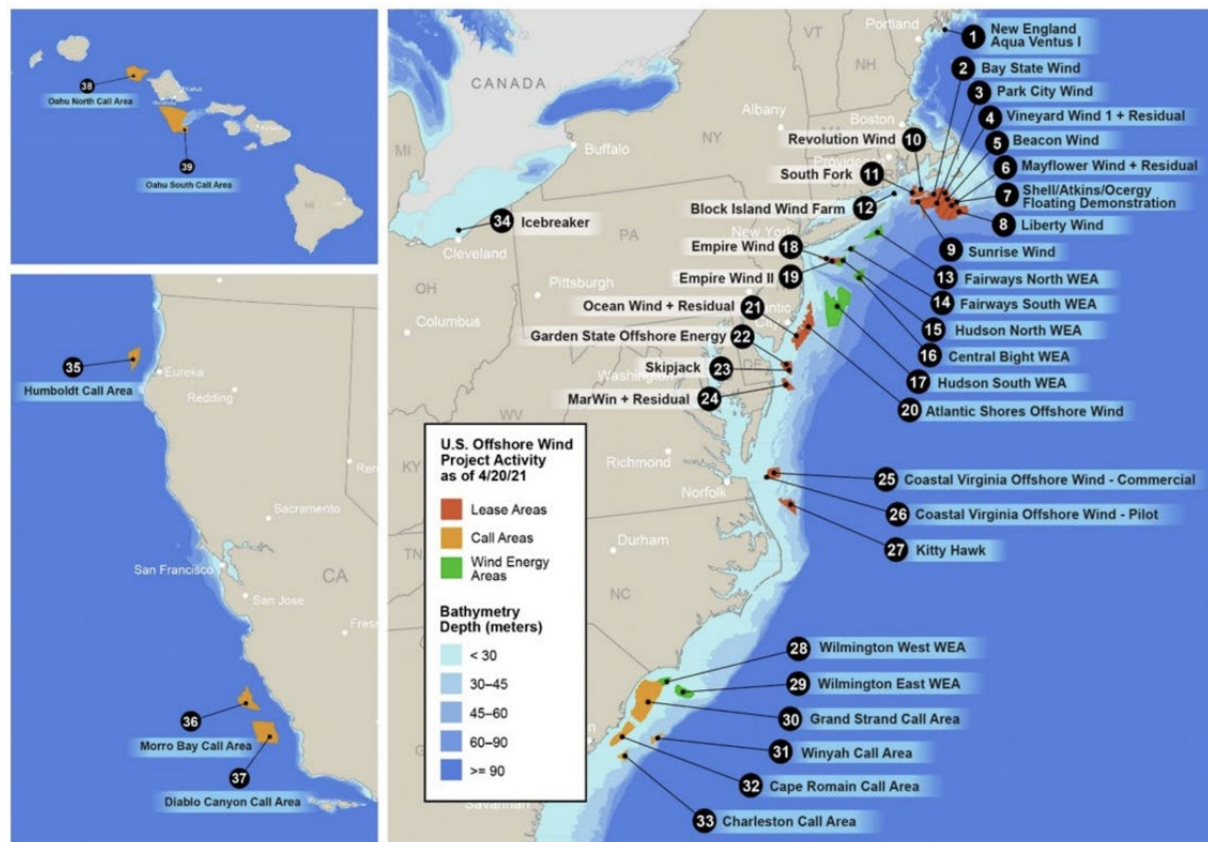 38
Oahu North Call Area
Honolulu
39
Oahu South Call Area
HI
35
Humboldt Call Area
Eureka
Redding
Sacramento
San Francisco
San Jose
CA
36
Morro Bay Call Area
37
Diablo Canyon Call Area
CANADA
Portland
VT
NH
Albany
Boston
NY
MI
Buffalo
Providence
1 New England
Aqua Ventus I
2 Bay State Wind
3 Park City Wind
4 Vineyard Wind 1 + Residual
5 Beacon Wind
6 Mayflower Wind + Residual
7 Shell/Atkins/Ocergy
Floating Demonstration
8 Liberty Wind
9 Sunrise Wind
Revolution Wind 10
South Fork 11
Block Island Wind Farm 12
13 Fairways North WEA
14 Fairways South WEA
15 Hudson North WEA
16 Central Bight WEA
17 Hudson South WEA
New York
Empire Wind 18
Empire Wind II 19
20 Atlantic Shores Offshore Wind
Ocean Wind + Residual 21
Garden State Offshore Energy 22
Skipjack 23
MarWin + Residual 24
34 Icebreaker
Cleveland
PA
OH
Pittsburgh
Columbus
City
DE
Washington
WV
KY
Richmond
Norfolk
25 Coastal Virginia Offshore Wind - Commercial
26 Coastal Virginia Offshore Wind - Pilot
27 Kitty Hawk
TN
Durham
NC
28 Wilmington West WEA
29 Wilmington East WEA
30 Grand Strand Call Area
31 Winyah Call Area
32 Cape Romain Call Area
33 Charleston Call Area
Savannah
U.S. Offshore Wind
Project Activity
as of 4/20/21
Lease Areas
Call Areas
Wind Energy
Areas
Bathymetry
Depth (meters)
< 30
30–45
45–60
60–90
>= 90